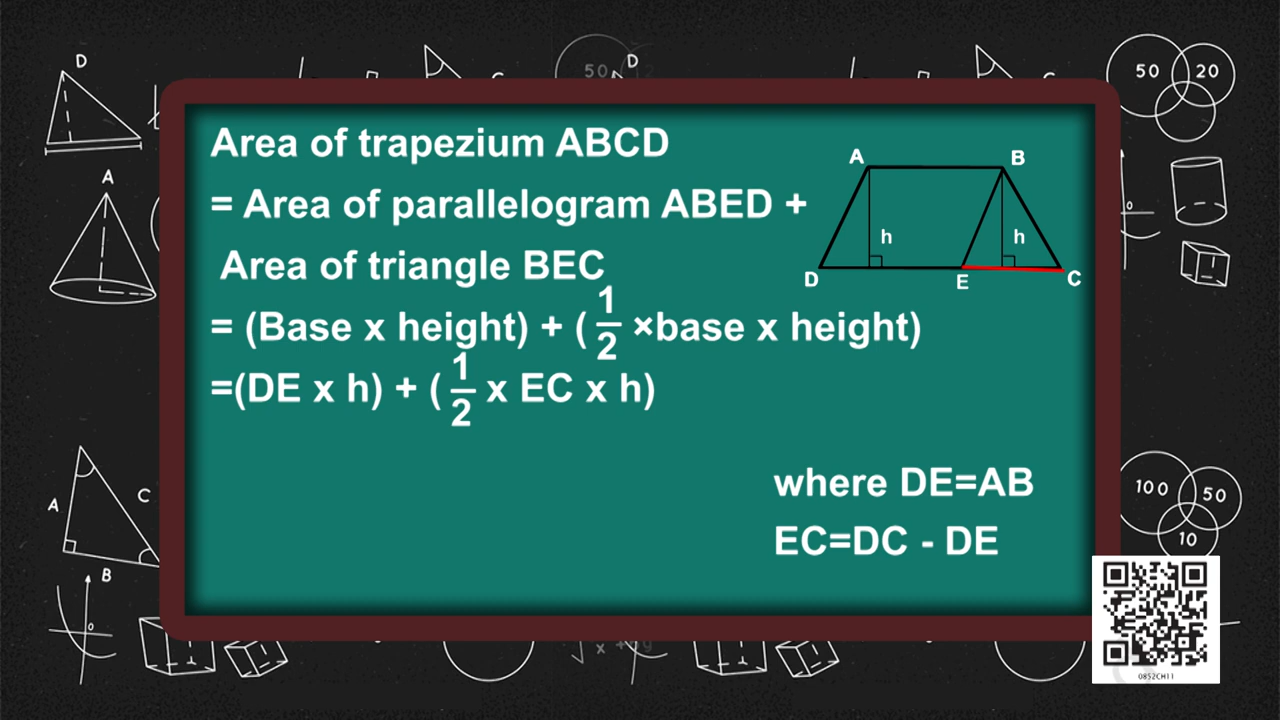 Area of trapezium ABCD
= Area of parallelogram ABED +
Area of triangle BEC
= (Base x height) + ( 1/2 ×base x height)
=(DE x h) + ( 1/2 x EC x h)
where DE=AB
EC=DC - DE
A
B
h
h
D
E
C
D
A
A
C
B
D
50
50
20
100
50
10
0852CH11